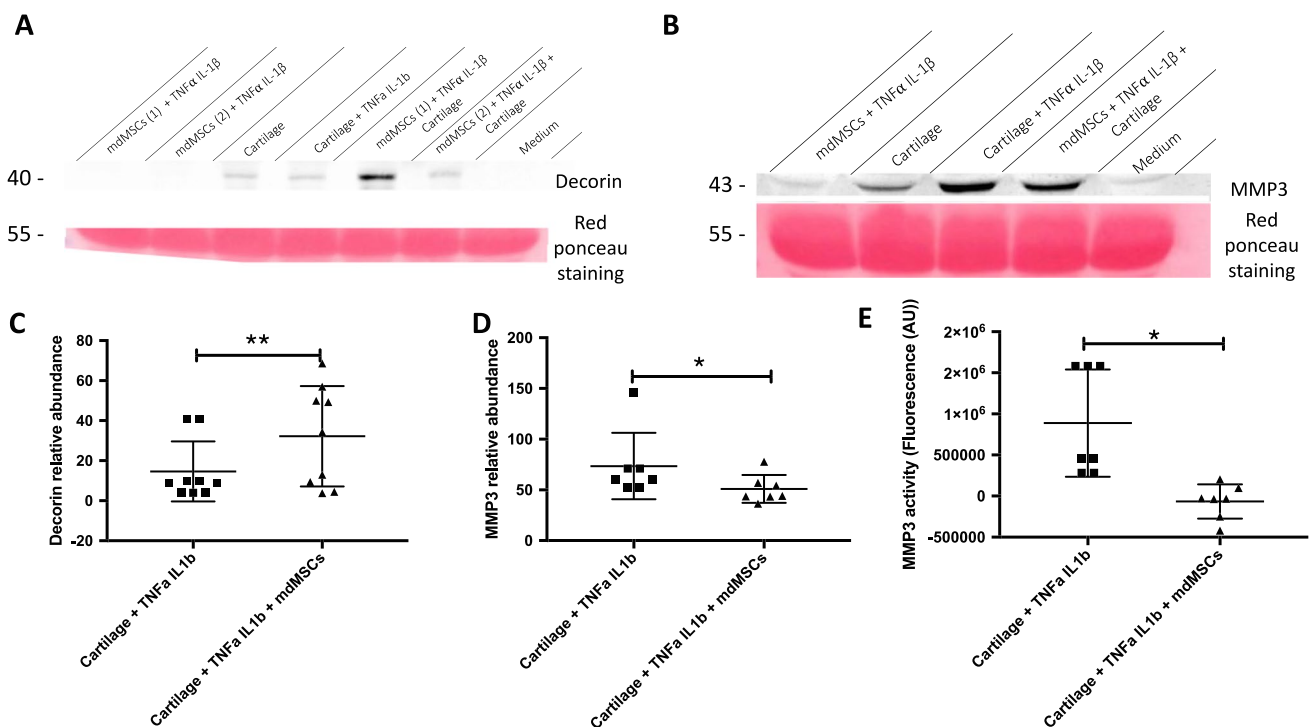 A
mdMSCs (1) + TNFα IL-1β
mdMSCs (2) + TNFα IL-1β
Cartilage
Cartilage + TNFa IL-1b
mdMSCs (1) + TNFα IL-1β
Cartilage
mdMSCs (2) + TNFα IL-1β +
Cartilage
Medium
40 -
Decorin
55 -
Red
ponceau
staining
B
mdMSCs + TNFα IL-1β
Cartilage
Cartilage + TNFα IL-1β
mdMSCs + TNFα IL-1β +
Cartilage
Medium
43 -
MMP3
55 -
Red
ponceau
staining
C
Decorin relative abundance
80
60
40
20
0
-20
**
Cartilage + TNFa IL1b
Cartilage + TNFa IL1b + mdMSCs
D
MMP3 relative abundance
200
150
100
50
0
*
Cartilage + TNFa IL1b
Cartilage + TNFa IL1b + mdMSCs
E
MMP3 activity (Fluorescence (AU))
2×10⁶
2×10⁶
1×10⁶
500000
0
-500000
*
Cartilage + TNFa IL1b
Cartilage + TNFa IL1b + mdMSCs